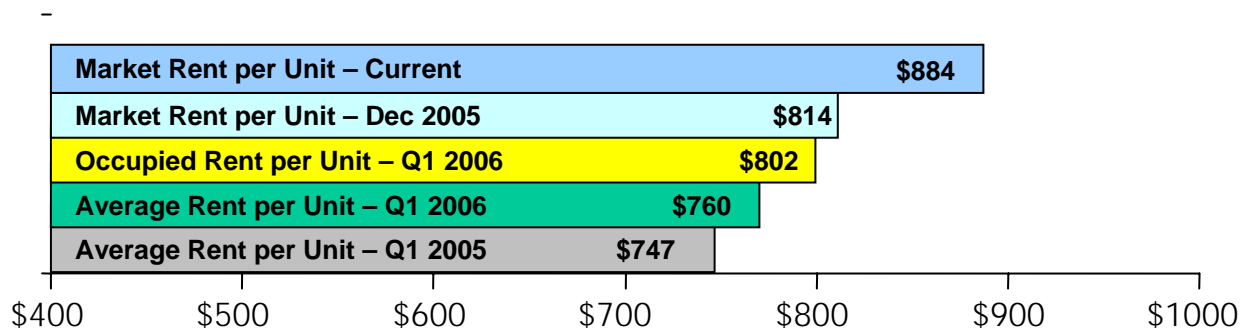 Market Rent per Unit – Current $884
Market Rent per Unit – Dec 2005 $814
Occupied Rent per Unit – Q1 2006 $802
Average Rent per Unit – Q1 2006 $760
Average Rent per Unit – Q1 2005 $747
$400 $500 $600 $700 $800 $900 $1000